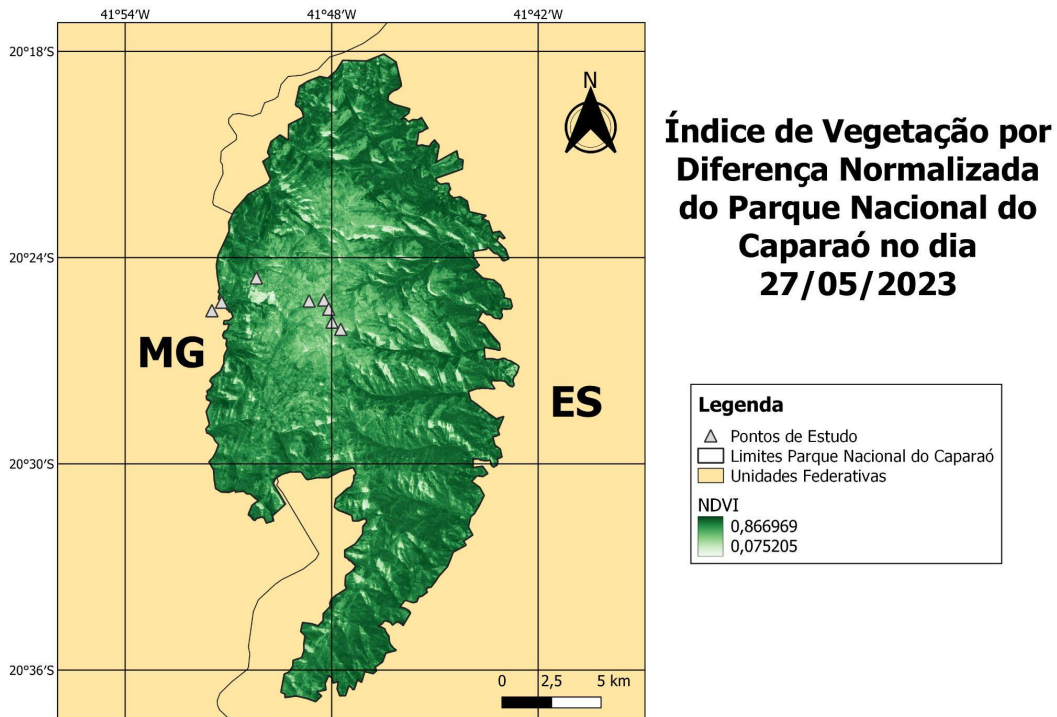 41°54'W
41°48'W
41°42'W
20°18'S
N
Índice de Vegetação por
Diferença Normalizada
do Parque Nacional do
Caparaó no dia
27/05/2023
20°24'S
MG
ES
Legenda
Pontos de Estudo
Limites Parque Nacional do Caparaó
Unidades Federativas
20°30'S
NDVI
0,866969
0,075205
20°36'S
0 2,5 5 km